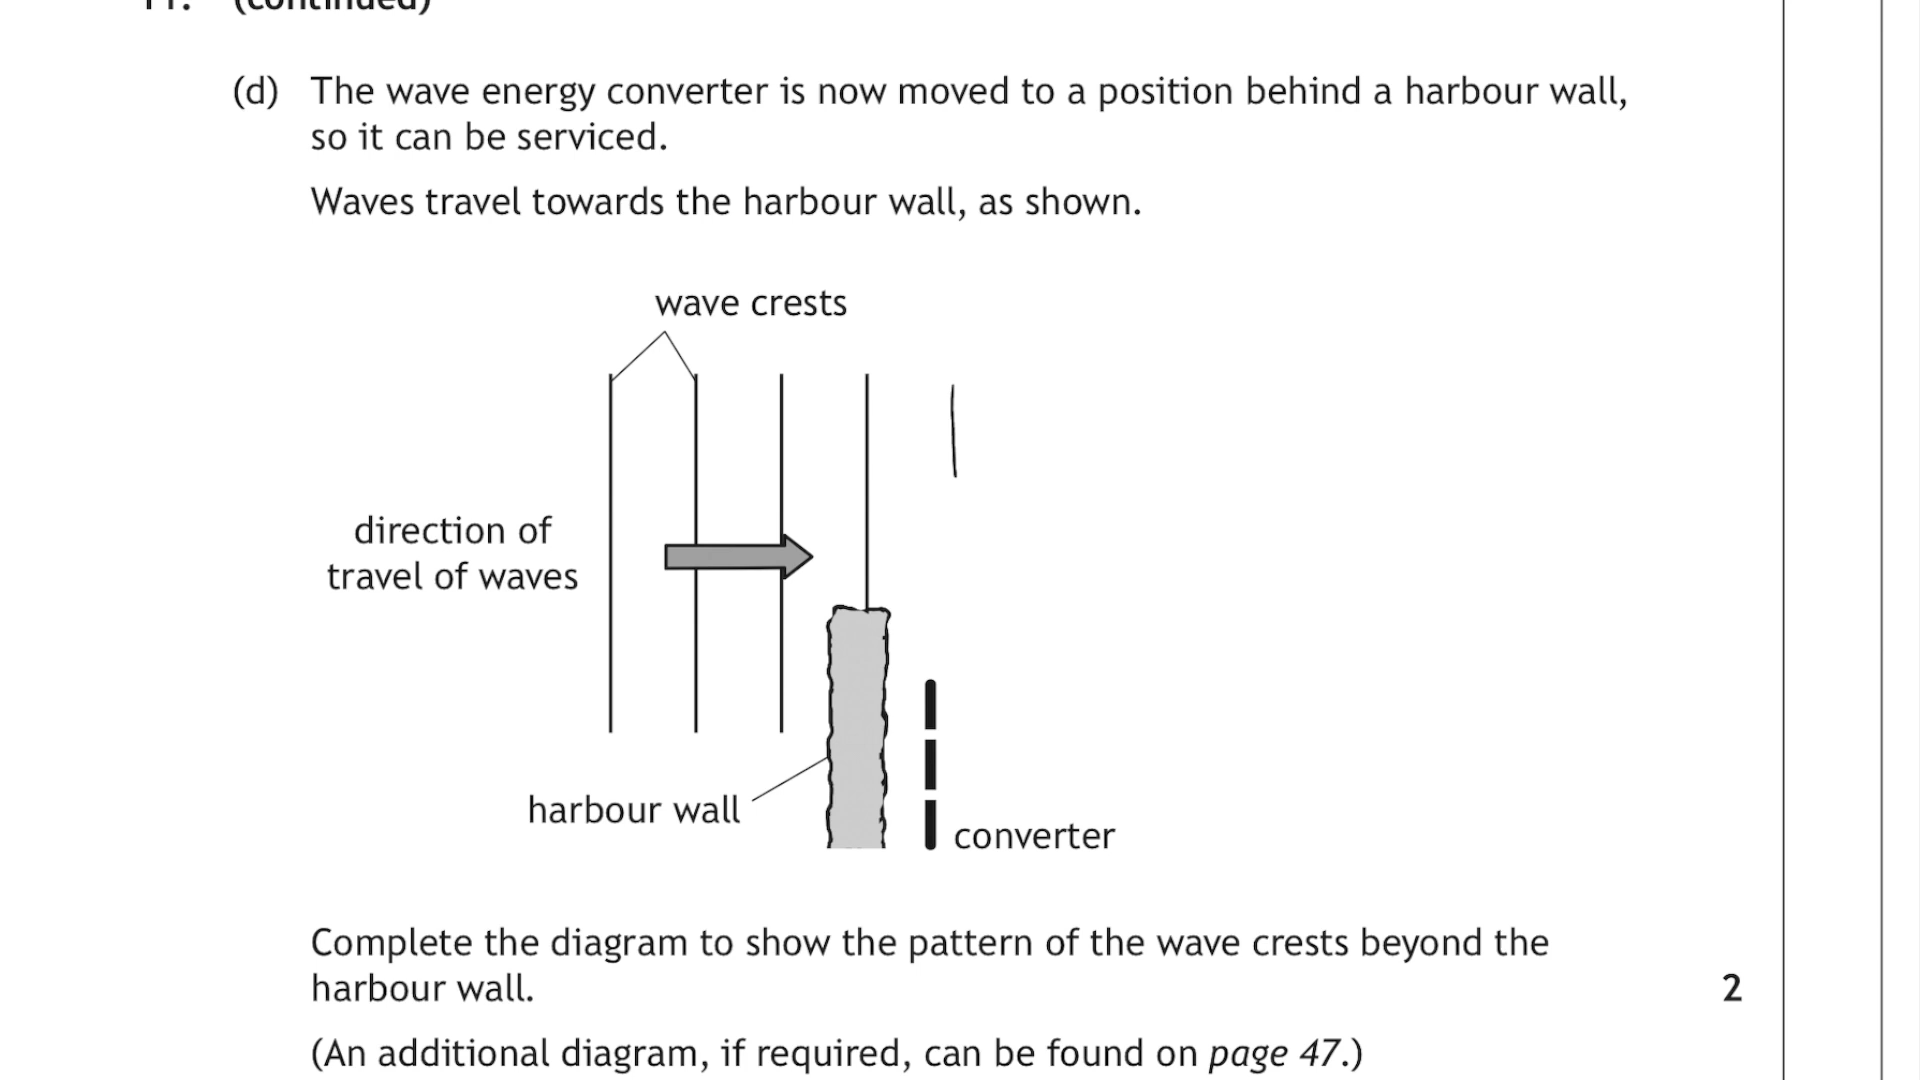 11. (continued)
(d) The wave energy converter is now moved to a position behind a harbour wall,
so it can be serviced.
Waves travel towards the harbour wall, as shown.
wave crests
direction of
travel of waves
harbour wall
converter
Complete the diagram to show the pattern of the wave crests beyond the
harbour wall.
2
(An additional diagram, if required, can be found on page 47.)